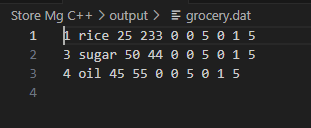 Store Mg C++ > output > grocery.dat
1 1 rice 25 233 0 0 5 0 1 5
2 3 sugar 50 44 0 0 5 0 1 5
3 4 oil 45 55 0 0 5 0 1 5
4